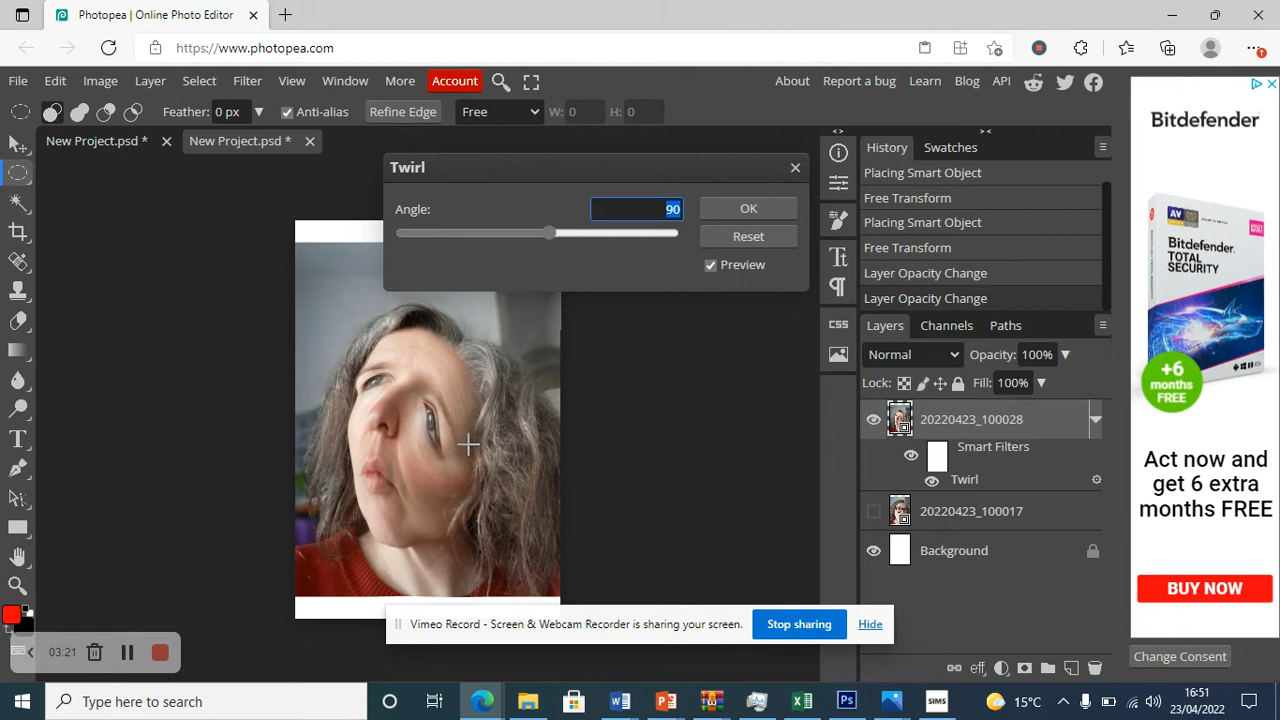 Photopea | Online Photo Editor
https://www.photopea.com
File Edit Image Layer Select Filter View Window More Account
About Report a bug Learn Blog API
Feather: 0 px Anti-alias Refine Edge Free W: 0 H: 0
New Project.psd * New Project.psd *
Twirl
Angle: 90 OK
Reset
Preview
History Swatches
Placing Smart Object
Free Transform
Placing Smart Object
Free Transform
Layer Opacity Change
Layer Opacity Change
Layers Channels Paths
Normal Opacity: 100%
Lock: Fill: 100%
20220423_100028
Smart Filters
Twirl
20220423_100017
Background
CSS
eff
Bitdefender
AV
Bitdefender
TOTAL
SECURITY
+6
months
FREE
Act now and
get 6 extra
months FREE
BUY NOW
Change Consent
Vimeo Record - Screen & Webcam Recorder is sharing your screen. Stop sharing Hide
03:21
Type here to search
SIMS
15°C
16:51
23/04/2022